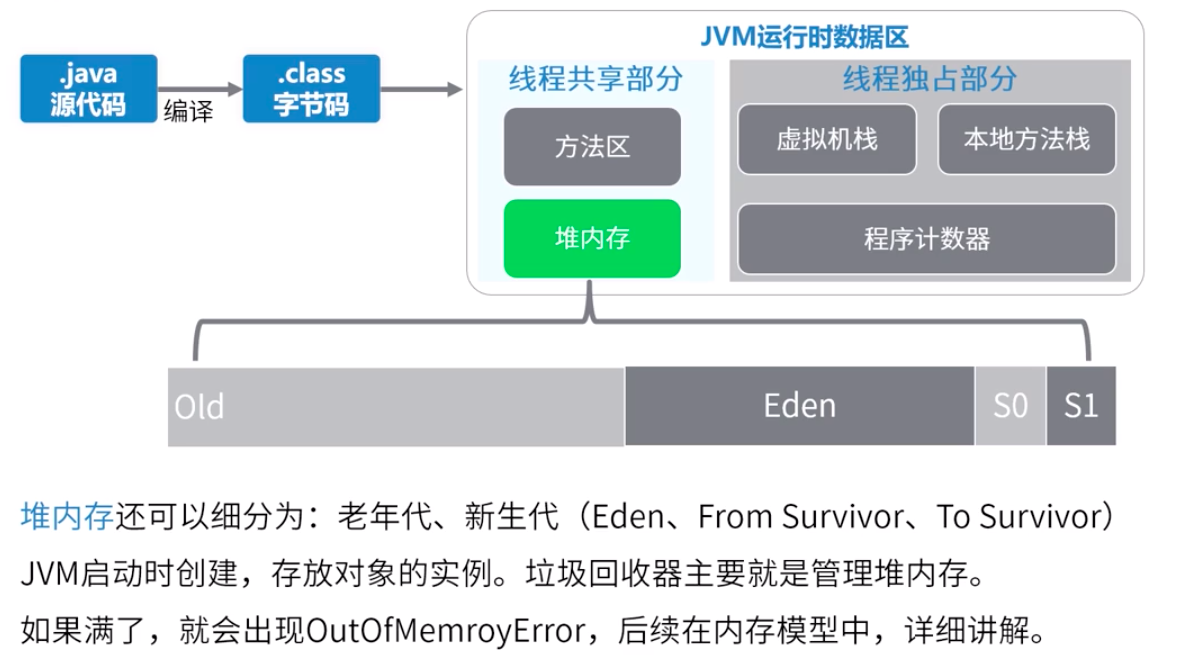 JVM运行时数据区
.java
源代码
编译
.class
字节码
线程共享部分
方法区
堆内存
线程独占部分
虚拟机栈
本地方法栈
程序计数器
Old
Eden
S0
S1
堆内存还可以细分为：老年代、新生代（Eden、From Survivor、To Survivor）
JVM启动时创建，存放对象的实例。垃圾回收器主要就是管理堆内存。
如果满了，就会出现OutOfMemroyError，后续在内存模型中，详细讲解。